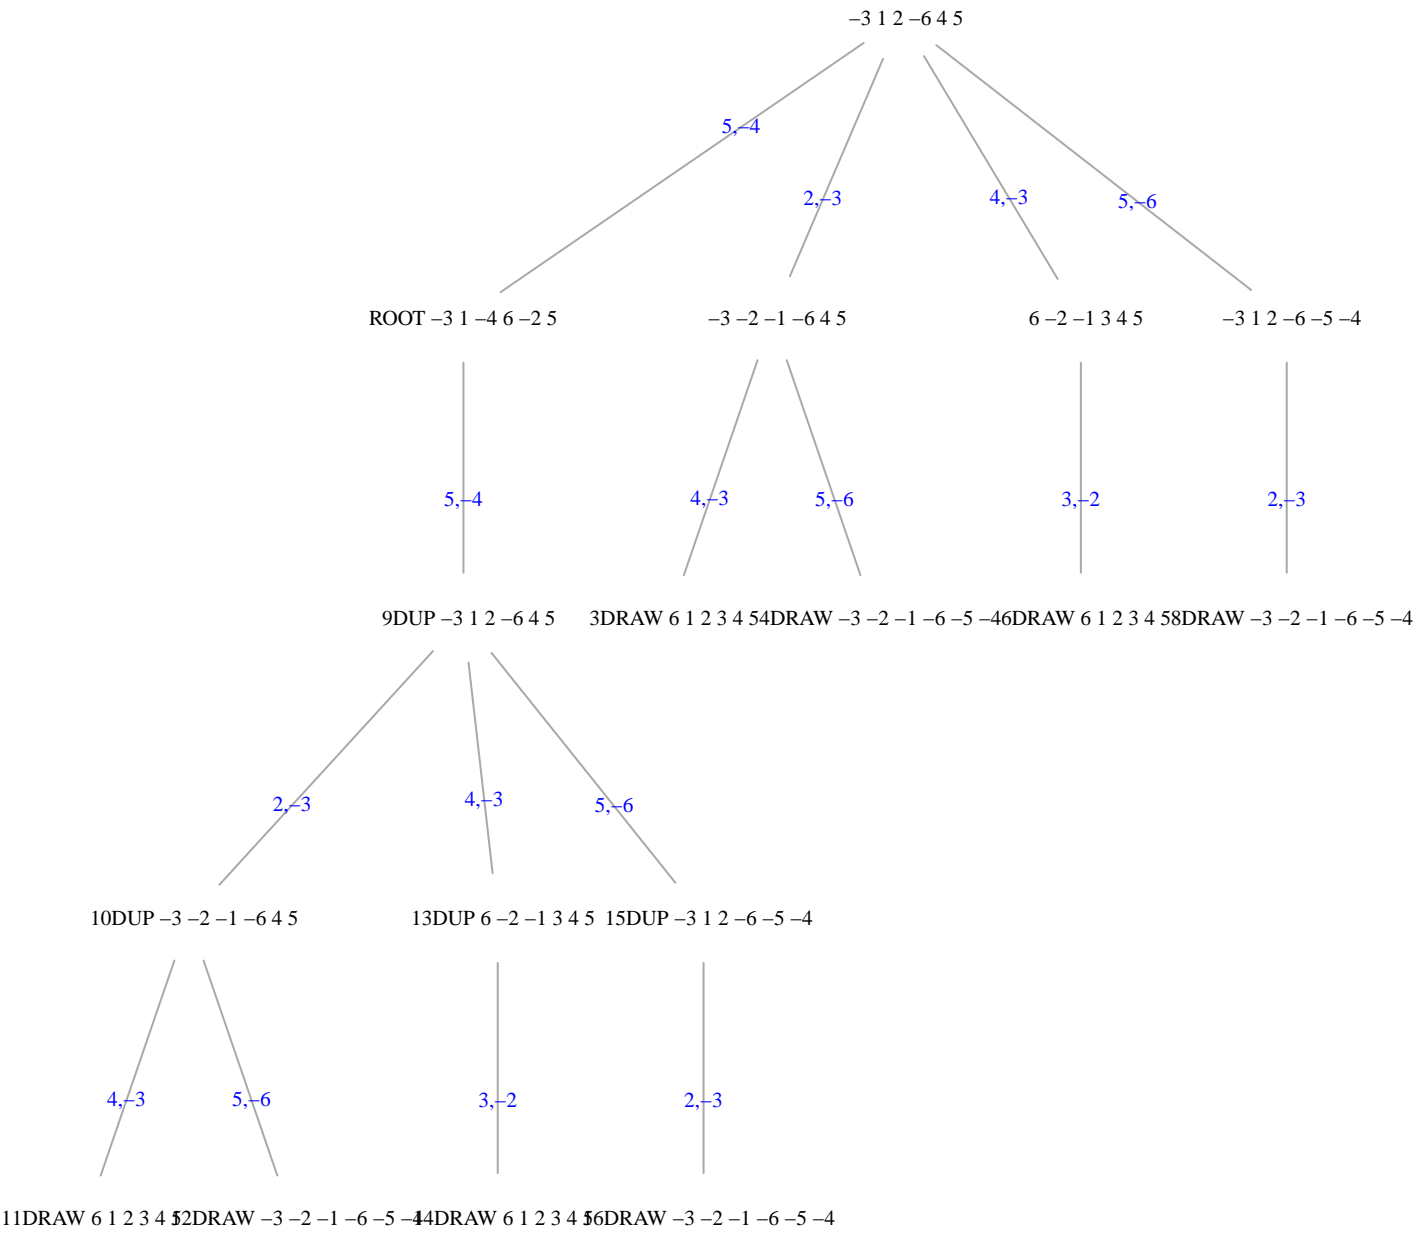 –3 1 2 –6 4 5
5,–4
2,–3
4,–3
5,–6
ROOT –3 1 –4 6 –2 5
–3 –2 –1 –6 4 5
6 –2 –1 3 4 5
–3 1 2 –6 –5 –4
5,–4
4,–3
5,–6
3,–2
2,–3
9DUP –3 1 2 –6 4 5
3DRAW 6 1 2 3 4 5
4DRAW –3 –2 –1 –6 –5 –4
6DRAW 6 1 2 3 4 5
8DRAW –3 –2 –1 –6 –5 –4
2,–3
4,–3
5,–6
10DUP –3 –2 –1 –6 4 5
13DUP 6 –2 –1 3 4 5
15DUP –3 1 2 –6 –5 –4
4,–3
5,–6
3,–2
2,–3
11DRAW 6 1 2 3 4 5
12DRAW –3 –2 –1 –6 –5 –4
14DRAW 6 1 2 3 4 5
16DRAW –3 –2 –1 –6 –5 –4